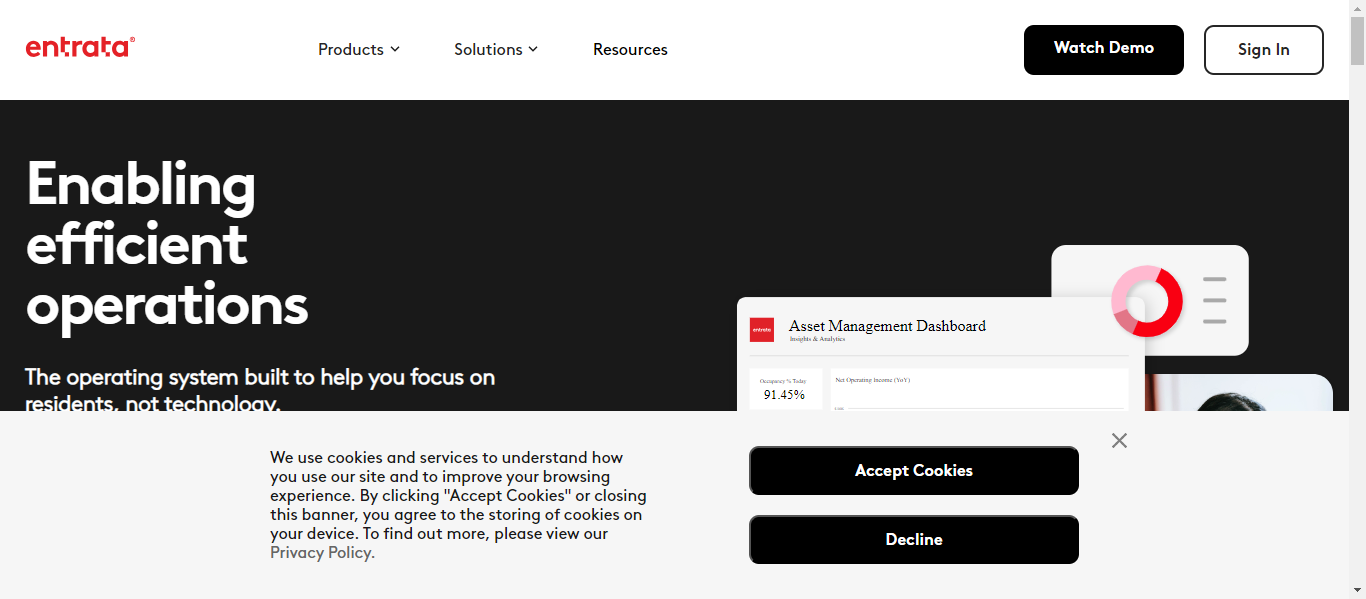 entrata®
Products
Solutions
Resources
Watch Demo
Sign In
Enabling
efficient
operations
The operating system built to help you focus on
residents, not technology.
entrata
Asset Management Dashboard
Insights & Analytics
Occupancy % Today
91.45%
Net Operating Income (YoY)
We use cookies and services to understand how
you use our site and to improve your browsing
experience. By clicking "Accept Cookies" or closing
this banner, you agree to the storing of cookies on
your device. To find out more, please view our
Privacy Policy.
Accept Cookies
Decline